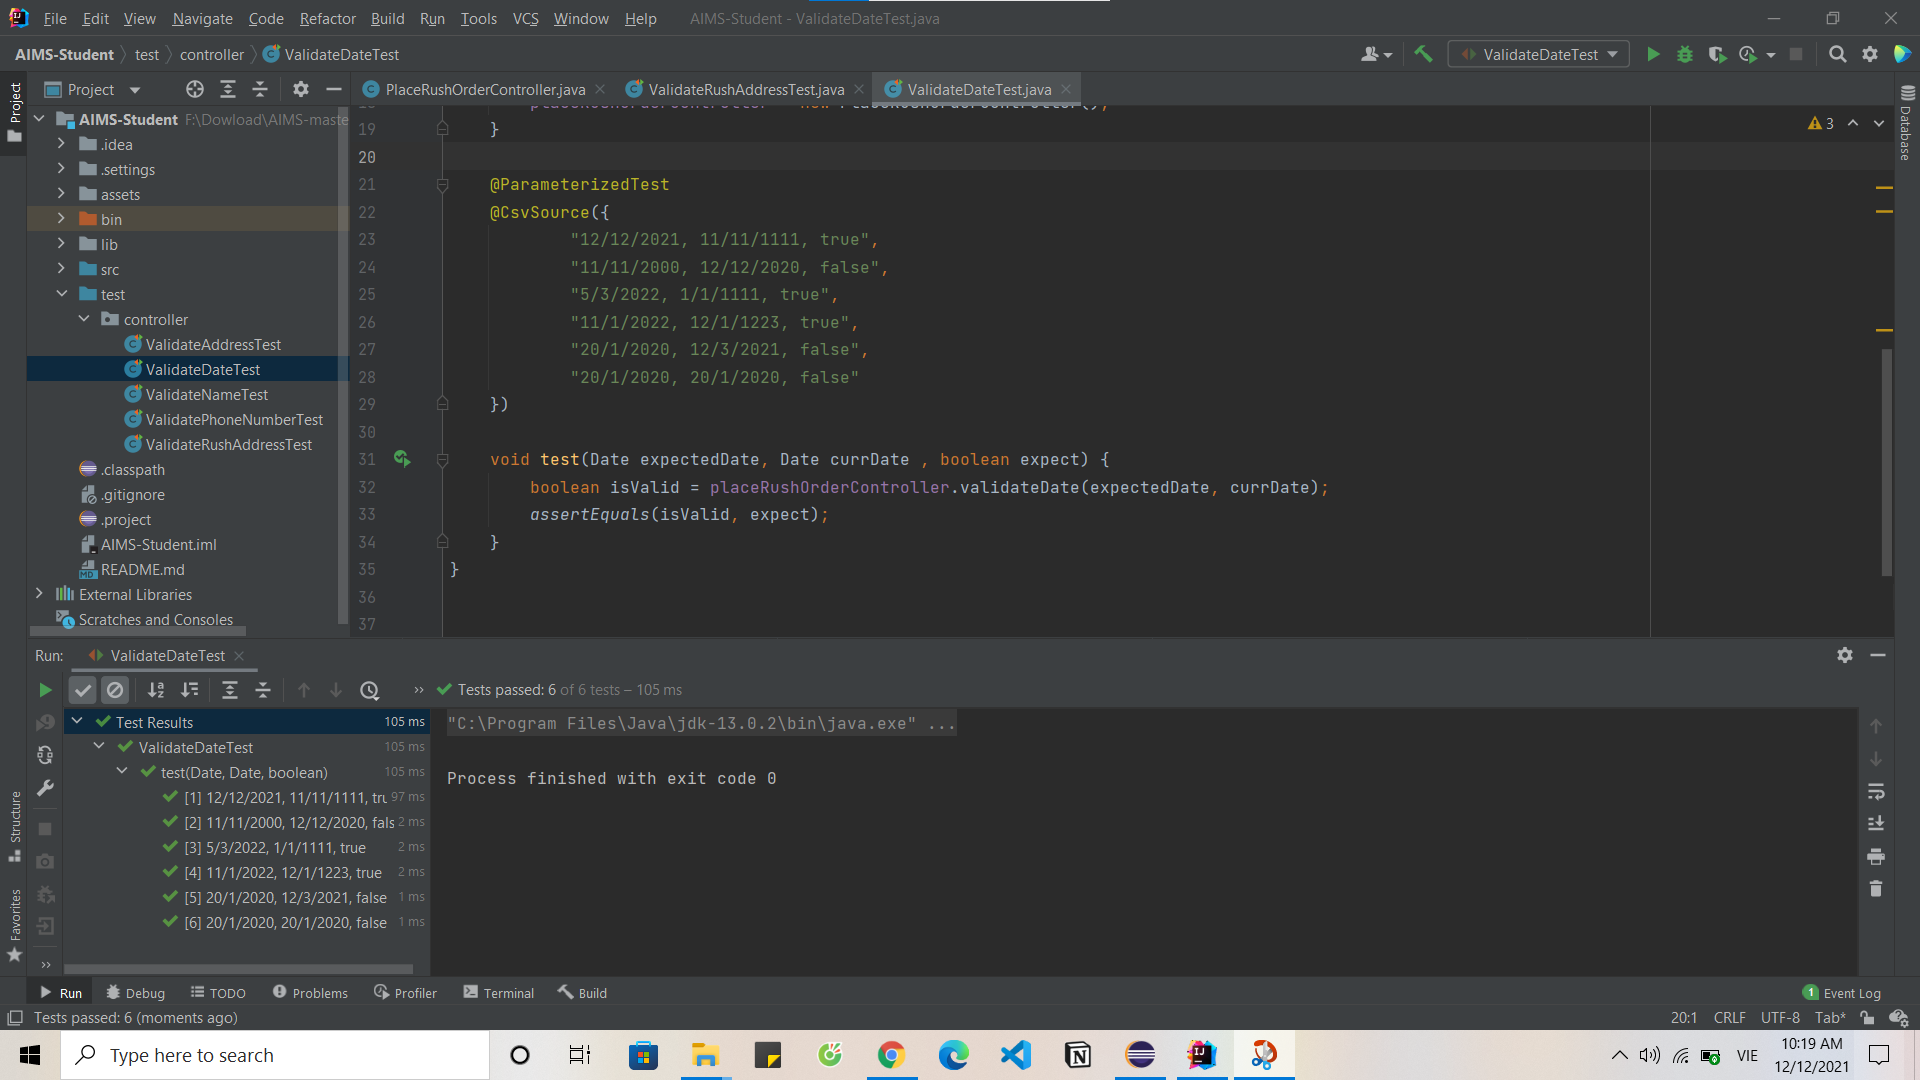 File Edit View Navigate Code Refactor Build Run Tools VCS Window Help AIMS-Student - ValidateDateTest.java
AIMS-Student test controller ValidateDateTest
ValidateDateTest
Project
PlaceRushOrderController.java ValidateRushAddressTest.java ValidateDateTest.java
Project
Database
AIMS-Student F:\Dowload\AIMS-maste
.idea
.settings
assets
bin
lib
src
test
controller
ValidateAddressTest
ValidateDateTest
ValidateNameTest
ValidatePhoneNumberTest
ValidateRushAddressTest
.classpath
.gitignore
.project
AIMS-Student.iml
README.md
External Libraries
Scratches and Consoles
3
19 }
20
21 @ParameterizedTest
22 @CsvSource({
23 "12/12/2021, 11/11/1111, true",
24 "11/11/2000, 12/12/2020, false",
25 "5/3/2022, 1/1/1111, true",
26 "11/1/2022, 12/1/1223, true",
27 "20/1/2020, 12/3/2021, false",
28 "20/1/2020, 20/1/2020, false"
29 })
30
31 void test(Date expectedDate, Date currDate , boolean expect) {
32 boolean isValid = placeRushOrderController.validateDate(expectedDate, currDate);
33 assertEquals(isValid, expect);
34 }
35 }
36
37
Run: ValidateDateTest
Tests passed: 6 of 6 tests – 105 ms
Test Results 105 ms
ValidateDateTest 105 ms
test(Date, Date, boolean) 105 ms
[1] 12/12/2021, 11/11/1111, tru 97 ms
[2] 11/11/2000, 12/12/2020, fals 2 ms
[3] 5/3/2022, 1/1/1111, true 2 ms
[4] 11/1/2022, 12/1/1223, true 2 ms
[5] 20/1/2020, 12/3/2021, false 1 ms
[6] 20/1/2020, 20/1/2020, false 1 ms
"C:\Program Files\Java\jdk-13.0.2\bin\java.exe" ...
Process finished with exit code 0
Structure
Favorites
Run Debug TODO Problems Profiler Terminal Build 1 Event Log
Tests passed: 6 (moments ago) 20:1 CRLF UTF-8 Tab*
Type here to search
VIE
10:19 AM
12/12/2021